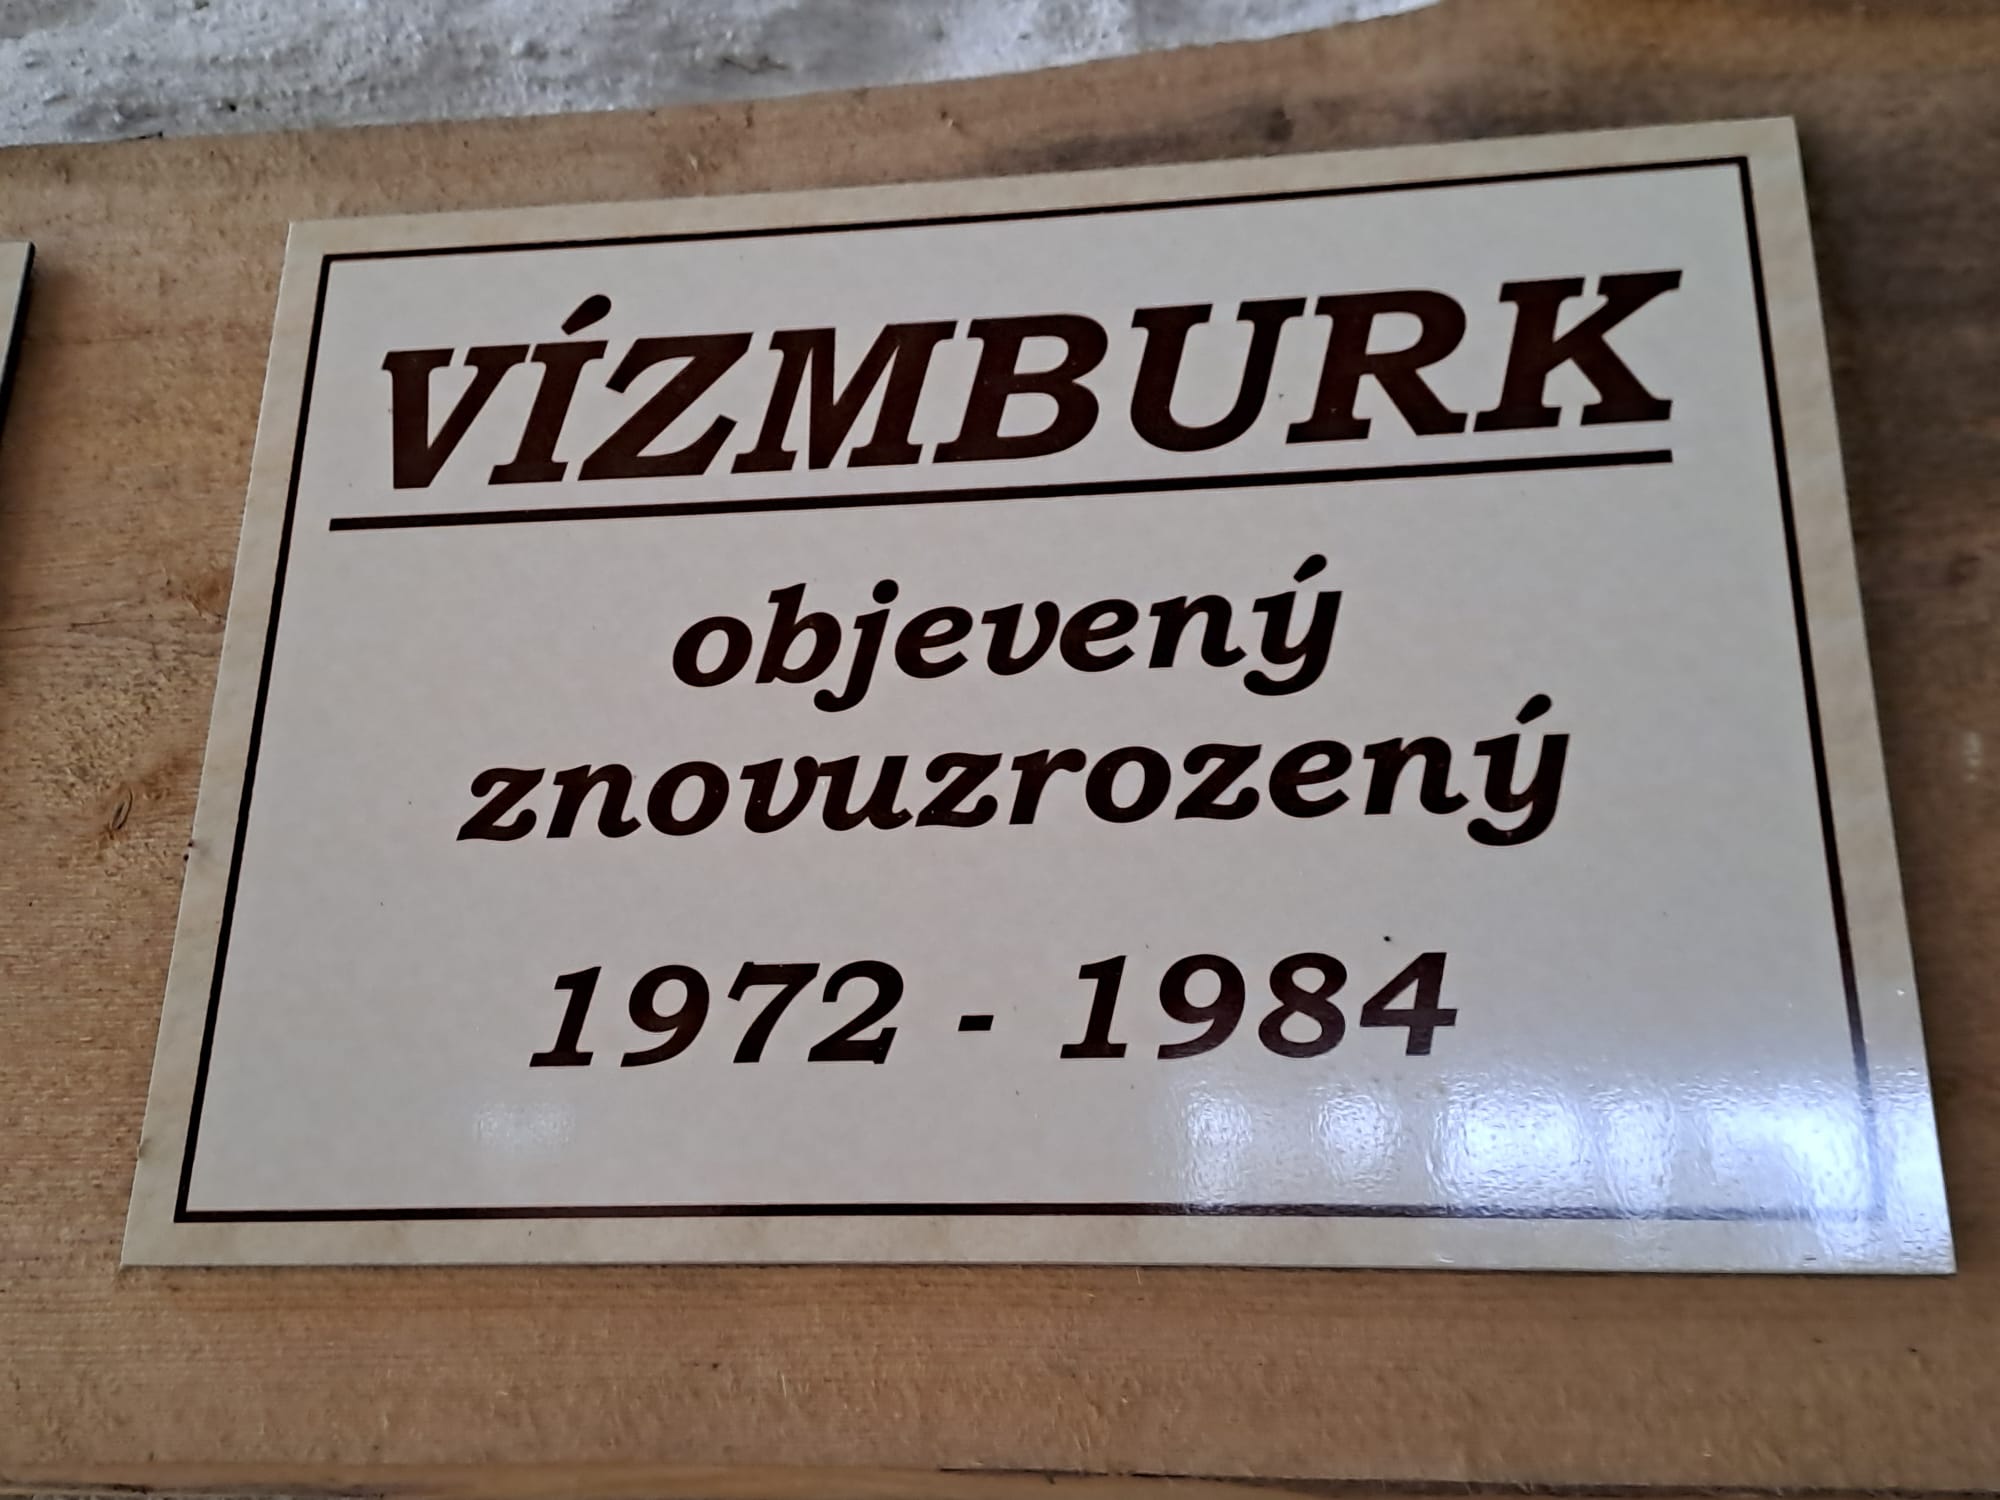 VÍZMBURK
objevený
znovuzrozený
1972 - 1984